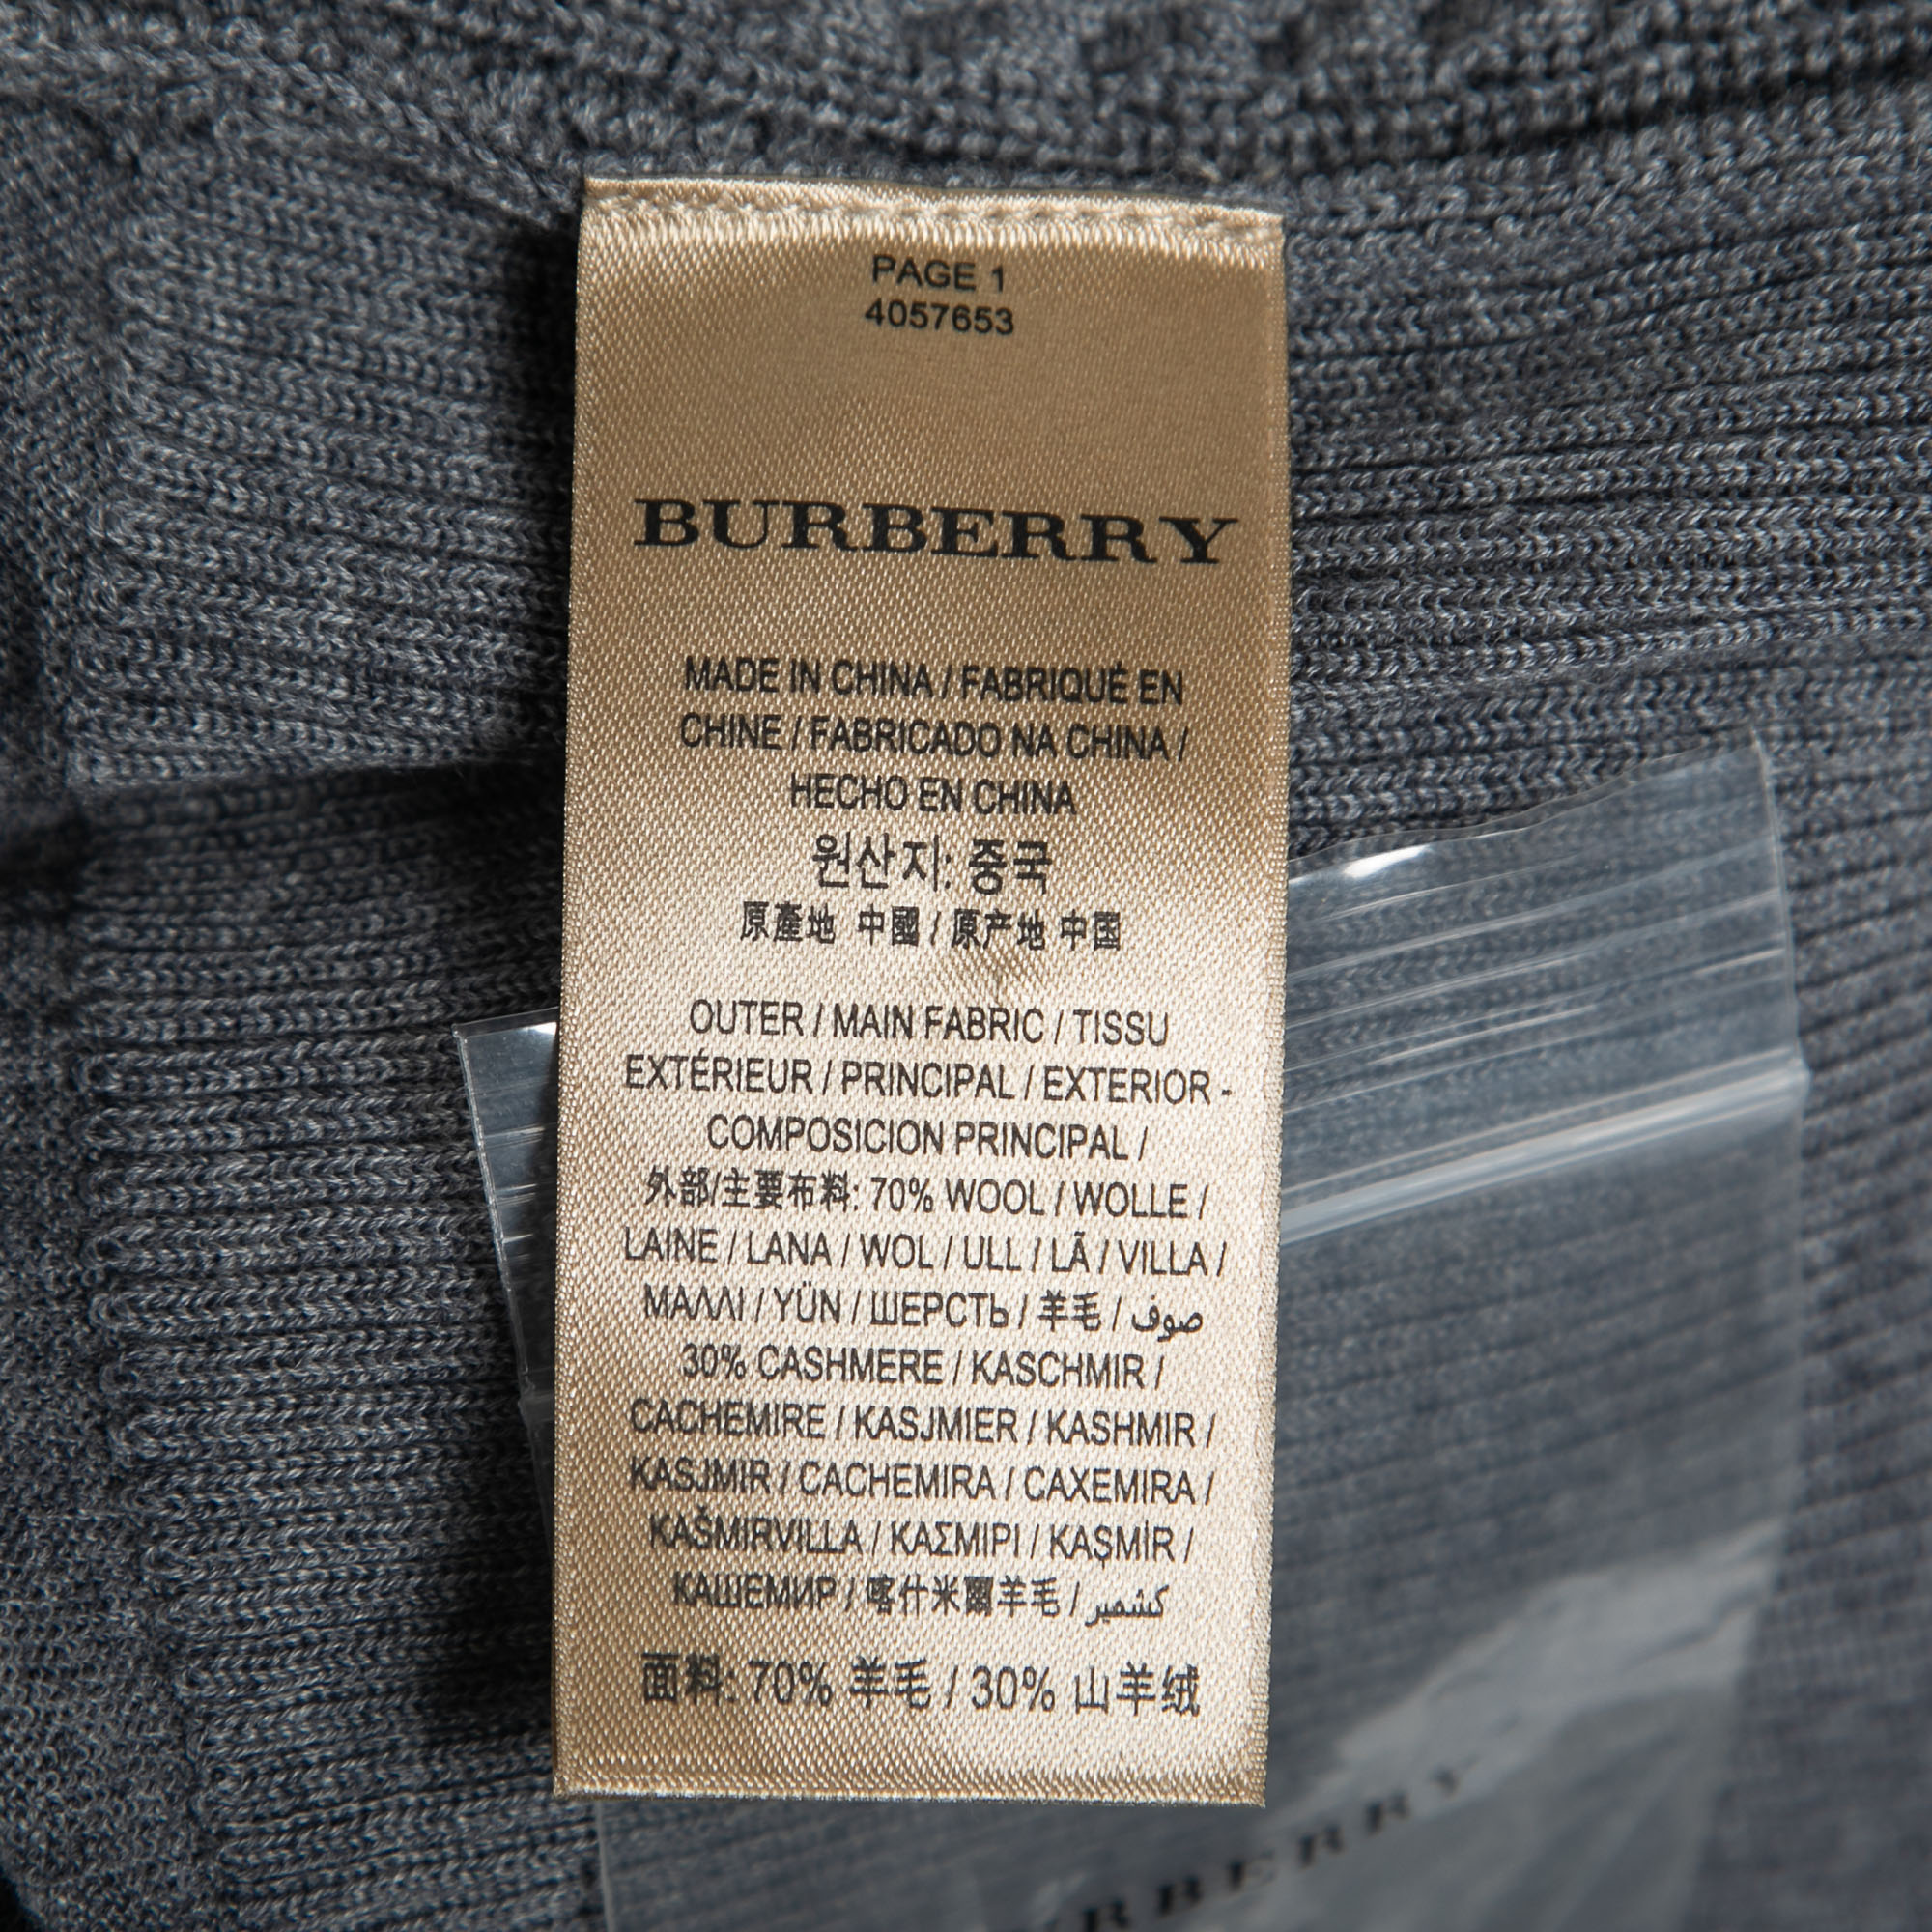 PAGE 1
4057653
BURBERRY
MADE IN CHINA / FABRIQUÉ EN
CHINE / FABRICADO NA CHINA /
HECHO EN CHINA
원산지: 중국
原產地 中國 / 原产地 中国
OUTER / MAIN FABRIC / TISSU
EXTÉRIEUR / PRINCIPAL / EXTERIOR -
COMPOSICION PRINCIPAL /
外部/主要布料: 70% WOOL / WOLLE /
LAINE / LANA / WOL / ULL / LÃ / VILLA /
ΜΑΛΛΙ / YÜN / ШЕРСТЬ / 羊毛 / صوف
30% CASHMERE / KASCHMIR /
CACHEMIRE / KASJMIER / KASHMIR /
KASJMIR / CACHEMIRA / CAXEMIRA /
KAŠMIRVILLA / ΚΑΣΜΙΡΙ / KAŞMİR /
КАШЕМИР / 喀什米爾羊毛 / كشمير
面料: 70% 羊毛 / 30% 山羊绒
RBERRY